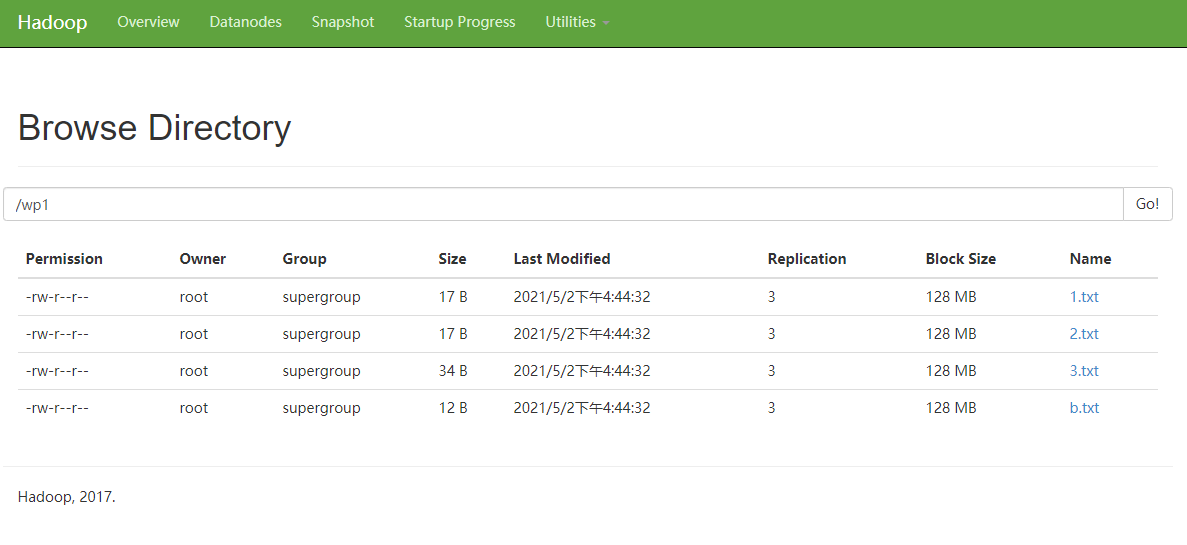 Hadoop Overview Datanodes Snapshot Startup Progress Utilities
Browse Directory
/wp1 Go!
Permission Owner Group Size Last Modified Replication Block Size Name
-rw-r--r-- root supergroup 17 B 2021/5/2下午4:44:32 3 128 MB 1.txt
-rw-r--r-- root supergroup 17 B 2021/5/2下午4:44:32 3 128 MB 2.txt
-rw-r--r-- root supergroup 34 B 2021/5/2下午4:44:32 3 128 MB 3.txt
-rw-r--r-- root supergroup 12 B 2021/5/2下午4:44:32 3 128 MB b.txt
Hadoop, 2017.